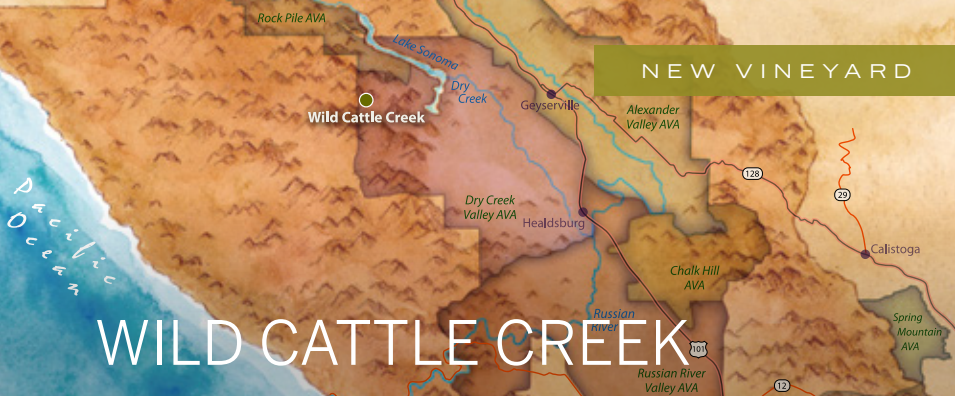 Rock Pile AVA
Lake Sonoma
NEW VINEYARD
Dry
Creek
Wild Cattle Creek
Geyserville
Alexander
Valley AVA
128
Pacific
Ocean
29
Dry Creek
Valley AVA
Healdsburg
Calistoga
Chalk Hill
AVA
Russian
River
Spring
Mountain
AVA
WILD CATTLE CREEK
101
Russian River
Valley AVA
12